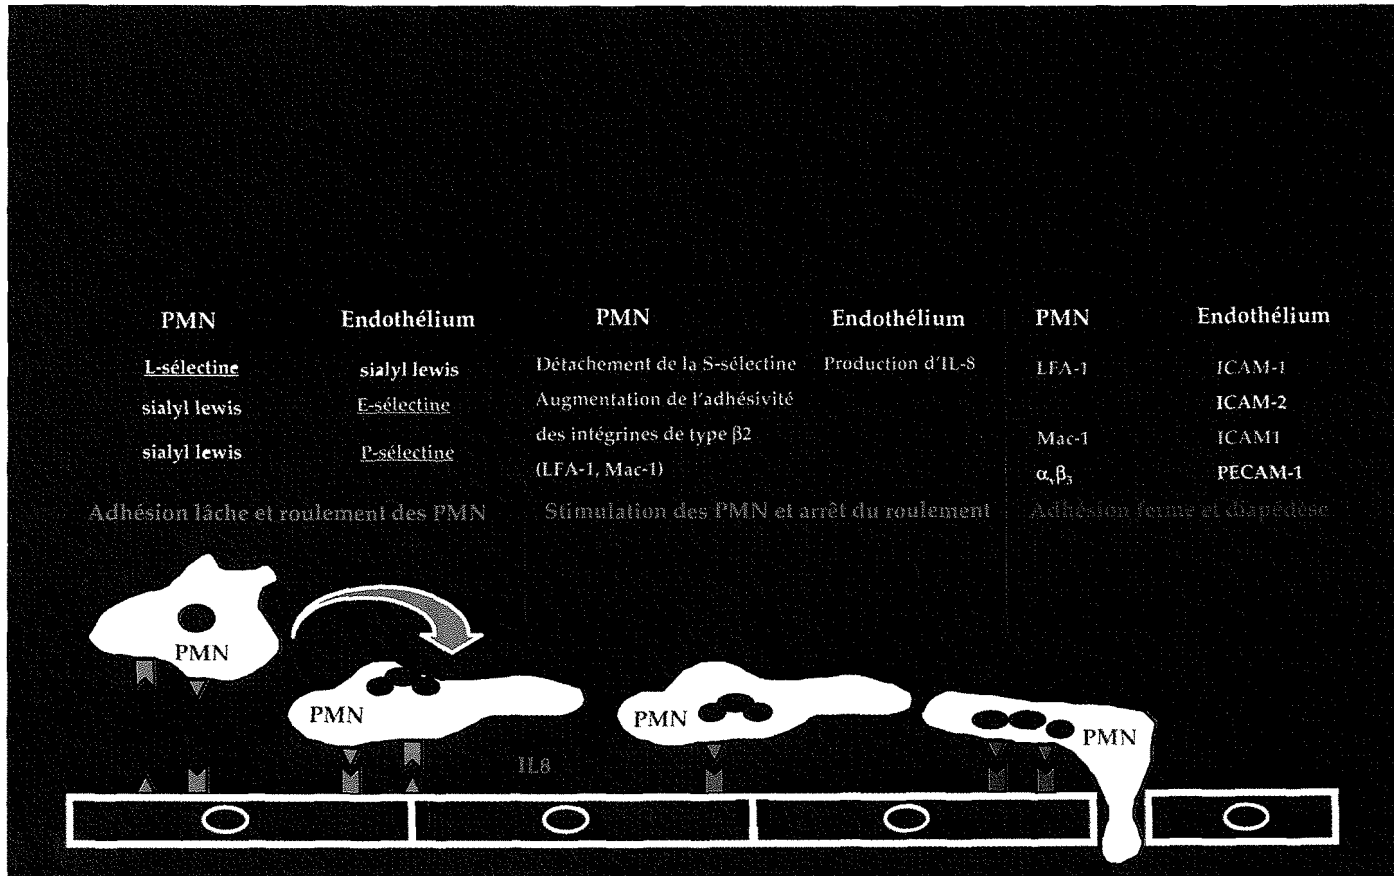 PMN Endothélium PMN Endothélium PMN Endothélium
L-sélectine sialyl lewis Détachement de la S-sélectine Production d'IL-8 LFA-1 ICAM-1
sialyl lewis E-sélectine Augmentation de l'adhésivité ICAM-2
sialyl lewis P-sélectine des intégrines de type β2 Mac-1 ICAM1
(LFA-1, Mac-1) αvβ3 PECAM-1
Adhésion lâche et roulement des PMN Stimulation des PMN et arrêt du roulement Adhésion ferme et diapédèse
PMN
PMN PMN PMN
IL8